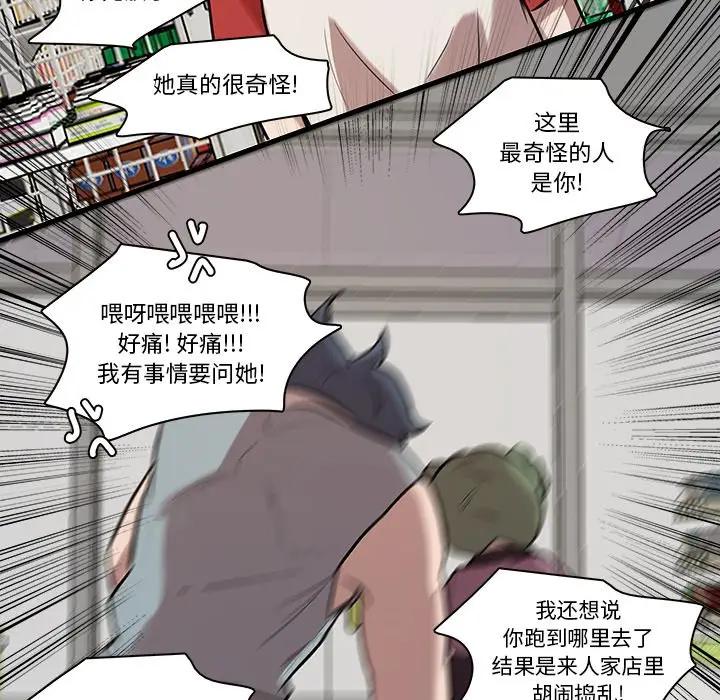 她真的很奇怪!
这里
最奇怪的人
是你!
喂呀喂喂喂喂!!!
好痛! 好痛!!!
我有事情要问她!
我还想说
你跑到哪里去了
结果是来人家店里
胡闹捣乱!